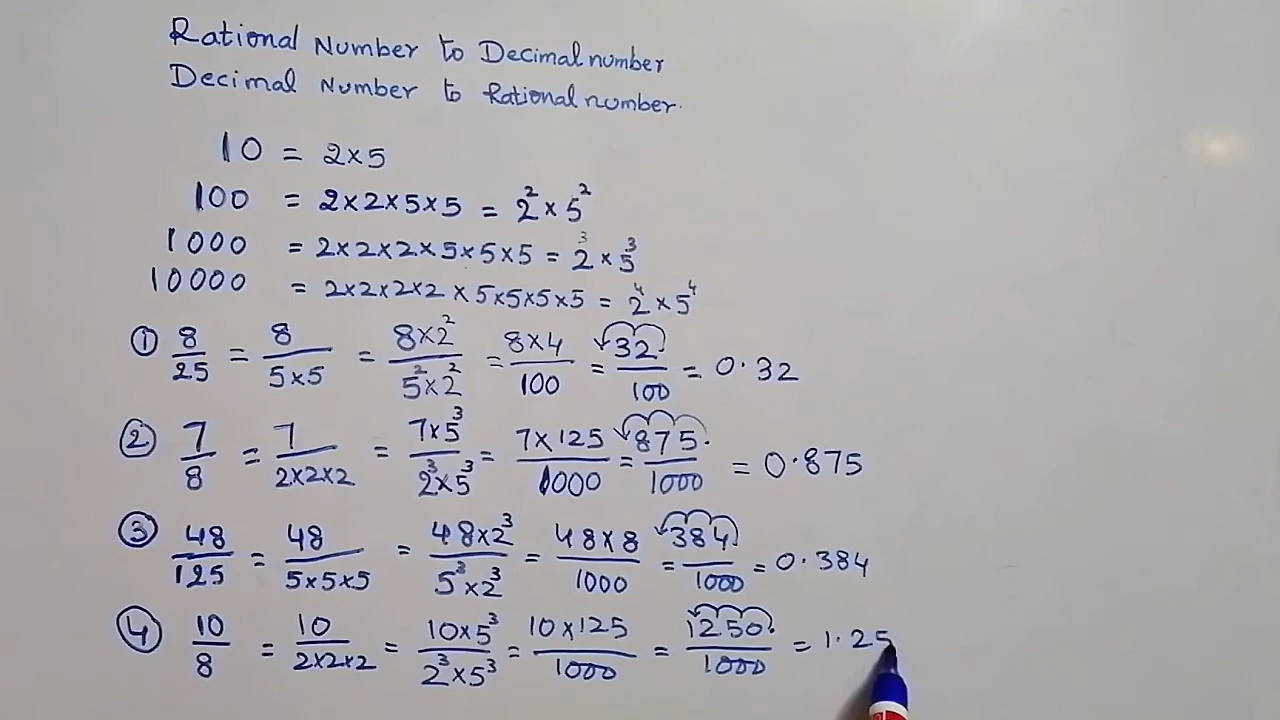 Rational Number to Decimal number
Decimal Number to Rational number.
10 = 2×5
100 = 2×2×5×5 = 2² × 5²
1000 = 2×2×2×5×5×5 = 2³ × 5³
10000 = 2×2×2×2 × 5×5×5×5 = 2⁴ × 5⁴
① 8/25 = 8/(5×5) = (8×2²)/(5²×2²) = (8×4)/100 = 32/100 = 0.32
② 7/8 = 7/(2×2×2) = (7×5³)/(2³×5³) = (7×125)/1000 = 875./1000 = 0.875
③ 48/125 = 48/(5×5×5) = (48×2³)/(5³×2³) = (48×8)/1000 = 384/1000 = 0.384
④ 10/8 = 10/(2×2×2) = (10×5³)/(2³×5³) = (10×125)/1000 = 1250./1000 = 1.25